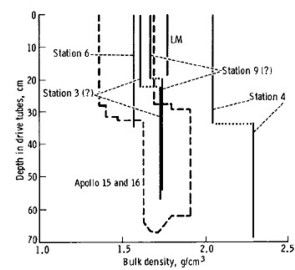 0
10
20
30
40
50
60
70
Depth in drive tubes, cm
Station 6
LM
Station 9 (?)
Station 3 (?)
Station 4
Apollo 15 and 16
1.0
1.5
2.0
2.5
Bulk density, g/cm³